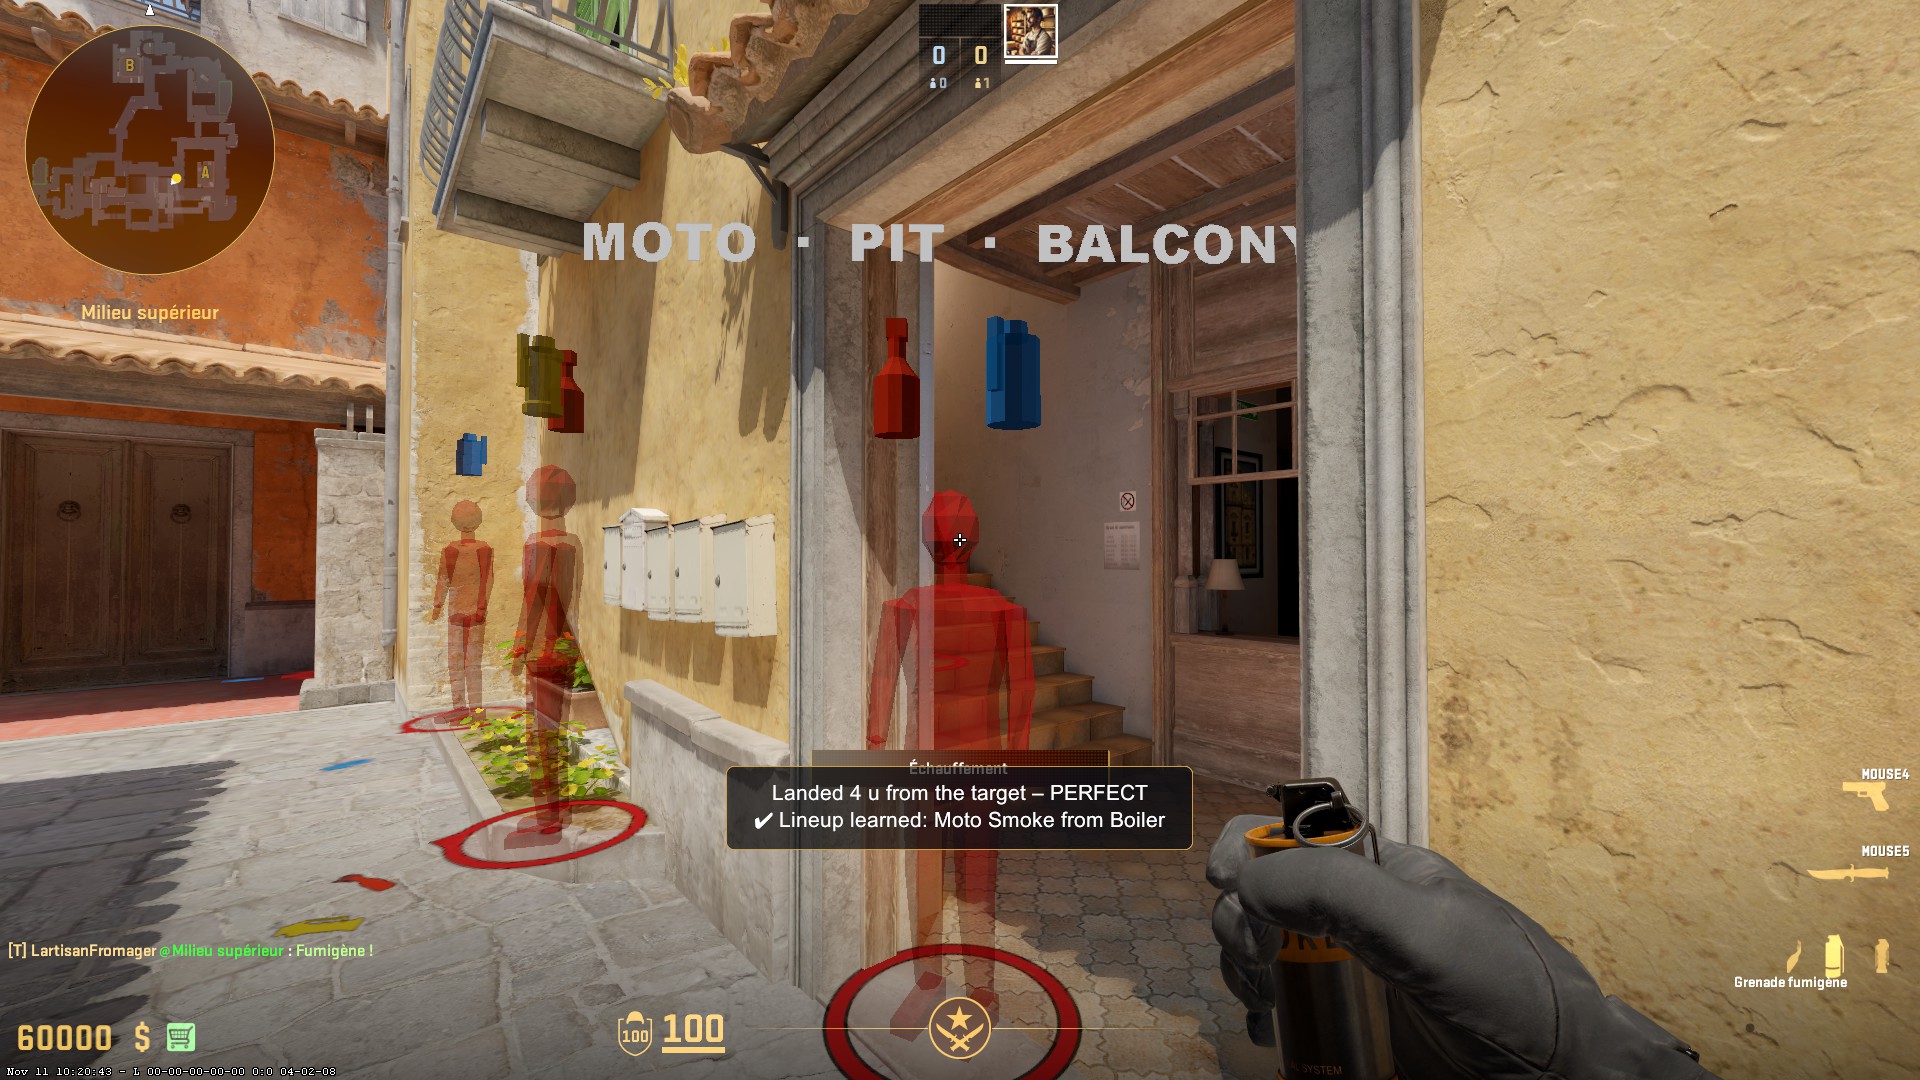 B
A
Milieu supérieur
0 0
0 1
MOTO · PIT · BALCONY
Échauffement
Landed 4 u from the target – PERFECT
✔ Lineup learned: Moto Smoke from Boiler
MOUSE4
MOUSE5
Grenade fumigène
[T] LartisanFromager@Milieu supérieur : Fumigène !
60000 $
100 100
SYSTEM
Nov 11 10:20:43 - L 00-00-00-00-00 0:0 04-02-08